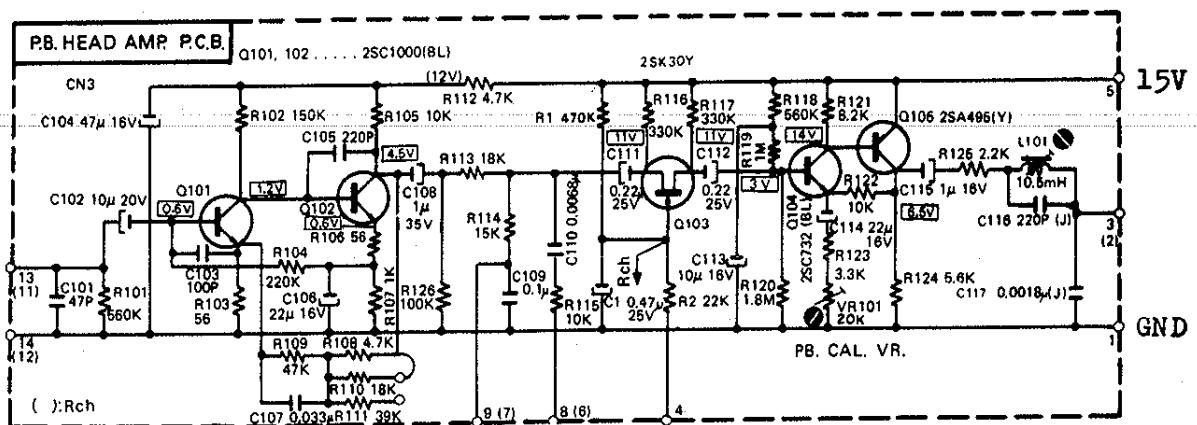 P.B. HEAD AMP P.C.B.
Q101, 102 ..... 2SC1000(BL)
2SK30Y
15V
5
CN3
(12V)
R112 4.7K
C104 47μ 16V
R102 150K
R105 10K
C105 220P
R1 470K
R116
330K
R117
330K
R118
560K
R119
1M
R121
8.2K
Q105 2SA495(Y)
4.5V
11V
C111
0.22
25V
11V
C112
0.22
25V
14V
3V
R113 18K
R125 2.2K
L101
10.5mH
C102 10μ 20V
Q101
0.6V
1.2V
Q102
0.6V
R106 56
C108
1μ
35V
R114
15K
C110 0.0068μ
Q103
Q104
2SC732 (BL)
R122
10K
C115 1μ 16V
6.5V
C116 220P (J)
3
(2)
C114 22μ
16V
C103
100P
R104
220K
Rch
C113
10μ 16V
R123
3.3K
13
(11)
C101
47P
R101
560K
R103
56
C106
22μ 16V
R107 1K
R126
100K
C109
0.1μ
R115
10K
C1 0.47μ
25V
R2 22K
R120
1.8M
VR101
20K
R124 5.6K
C117 0.0018μ(J)
GND
1
14
(12)
R109
47K
R108 4.7K
R110 18K
C107 0.033μ
R111 39K
PB. CAL. VR.
( ):Rch
9 (7)
8 (6)
4